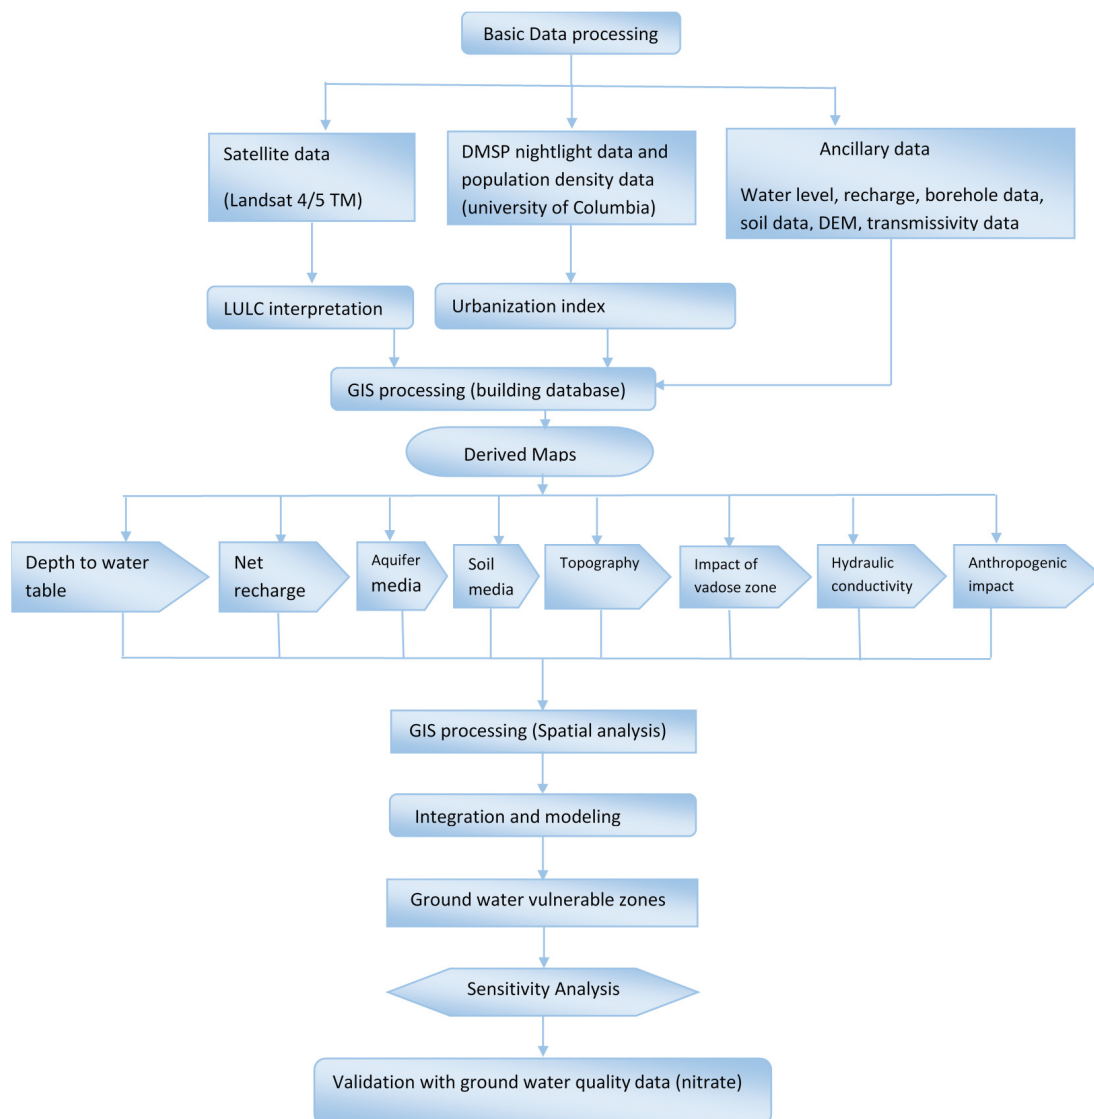 Basic Data processing
Satellite data
(Landsat 4/5 TM)
DMSP nightlight data and
population density data
(university of Columbia)
Ancillary data
Water level, recharge, borehole data,
soil data, DEM, transmissivity data
LULC interpretation
Urbanization index
GIS processing (building database)
Derived Maps
Depth to water
table
Net
recharge
Aquifer
media
Soil
media
Topography
Impact of
vadose zone
Hydraulic
conductivity
Anthropogenic
impact
GIS processing (Spatial analysis)
Integration and modeling
Ground water vulnerable zones
Sensitivity Analysis
Validation with ground water quality data (nitrate)